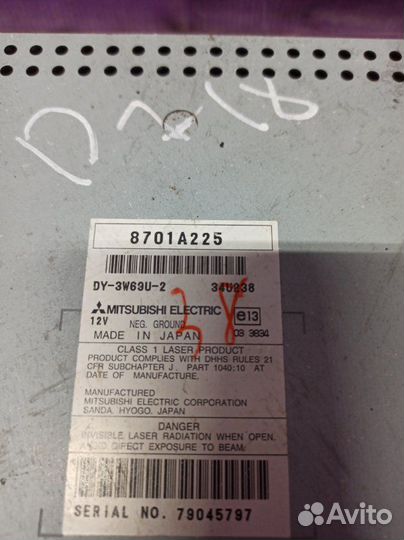 8701A225
DY-3W69U-2 34U238
MITSUBISHI ELECTRIC e13
12V NEG. GROUND 03 3834
MADE IN JAPAN
CLASS 1 LASER PRODUCT
PRODUCT COMPLIES WITH DHHS RULES 21
CFR SUBCHAPTER J. PART 1040:10 AT
DATE OF MANUFACTURE.
MANUFACTURED
MITSUBISHI ELECTRIC CORPORATION
SANDA, HYOGO, JAPAN
DANGER
INVISIBLE LASER RADIATION WHEN OPEN.
AVOID DIRECT EXPOSURE TO BEAM.
SERIAL NO. 79045797
Avito